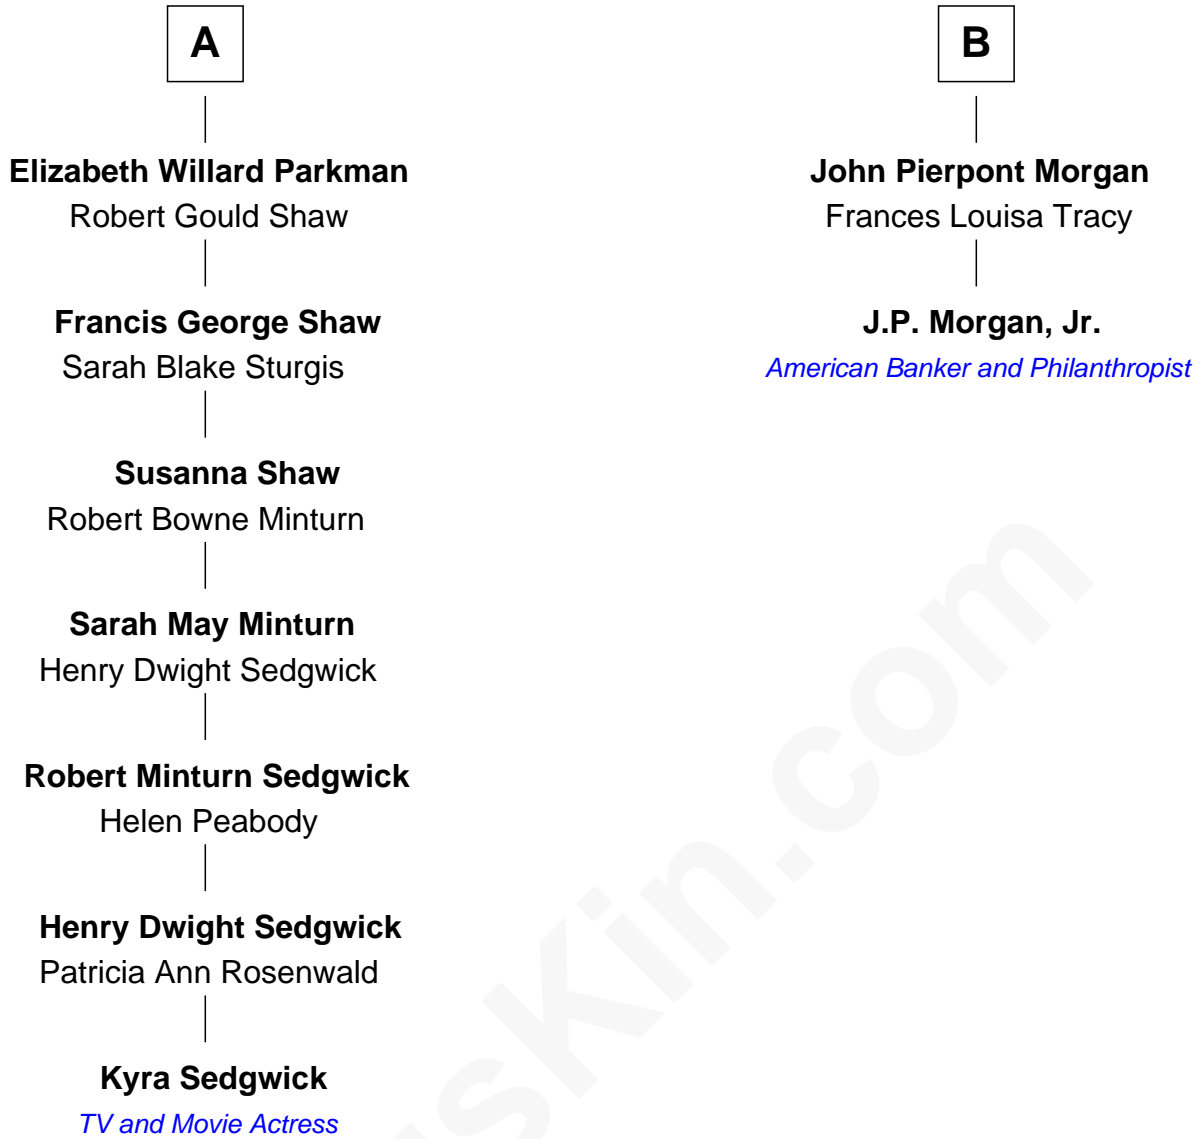 A
Elizabeth Willard Parkman
Robert Gould Shaw
Francis George Shaw
Sarah Blake Sturgis
Susanna Shaw
Robert Bowne Minturn
Sarah May Minturn
Henry Dwight Sedgwick
Robert Minturn Sedgwick
Helen Peabody
Henry Dwight Sedgwick
Patricia Ann Rosenwald
Kyra Sedgwick
TV and Movie Actress
B
John Pierpont Morgan
Frances Louisa Tracy
J.P. Morgan, Jr.
American Banker and Philanthropist